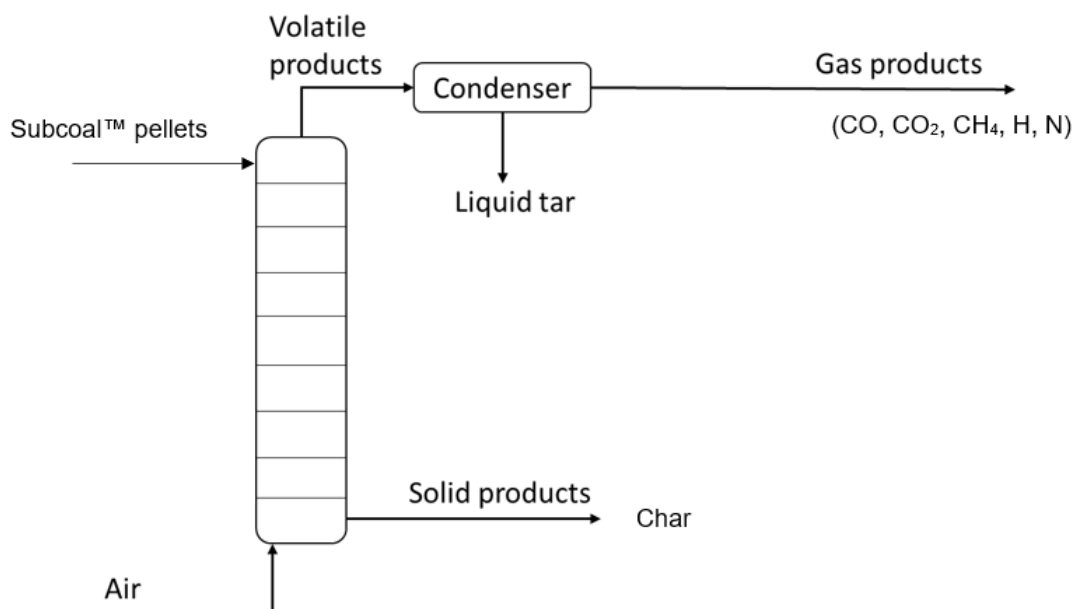 Volatile
products
Condenser
Gas products
(CO, CO₂, CH₄, H, N)
Subcoal™ pellets
Liquid tar
Solid products
Char
Air